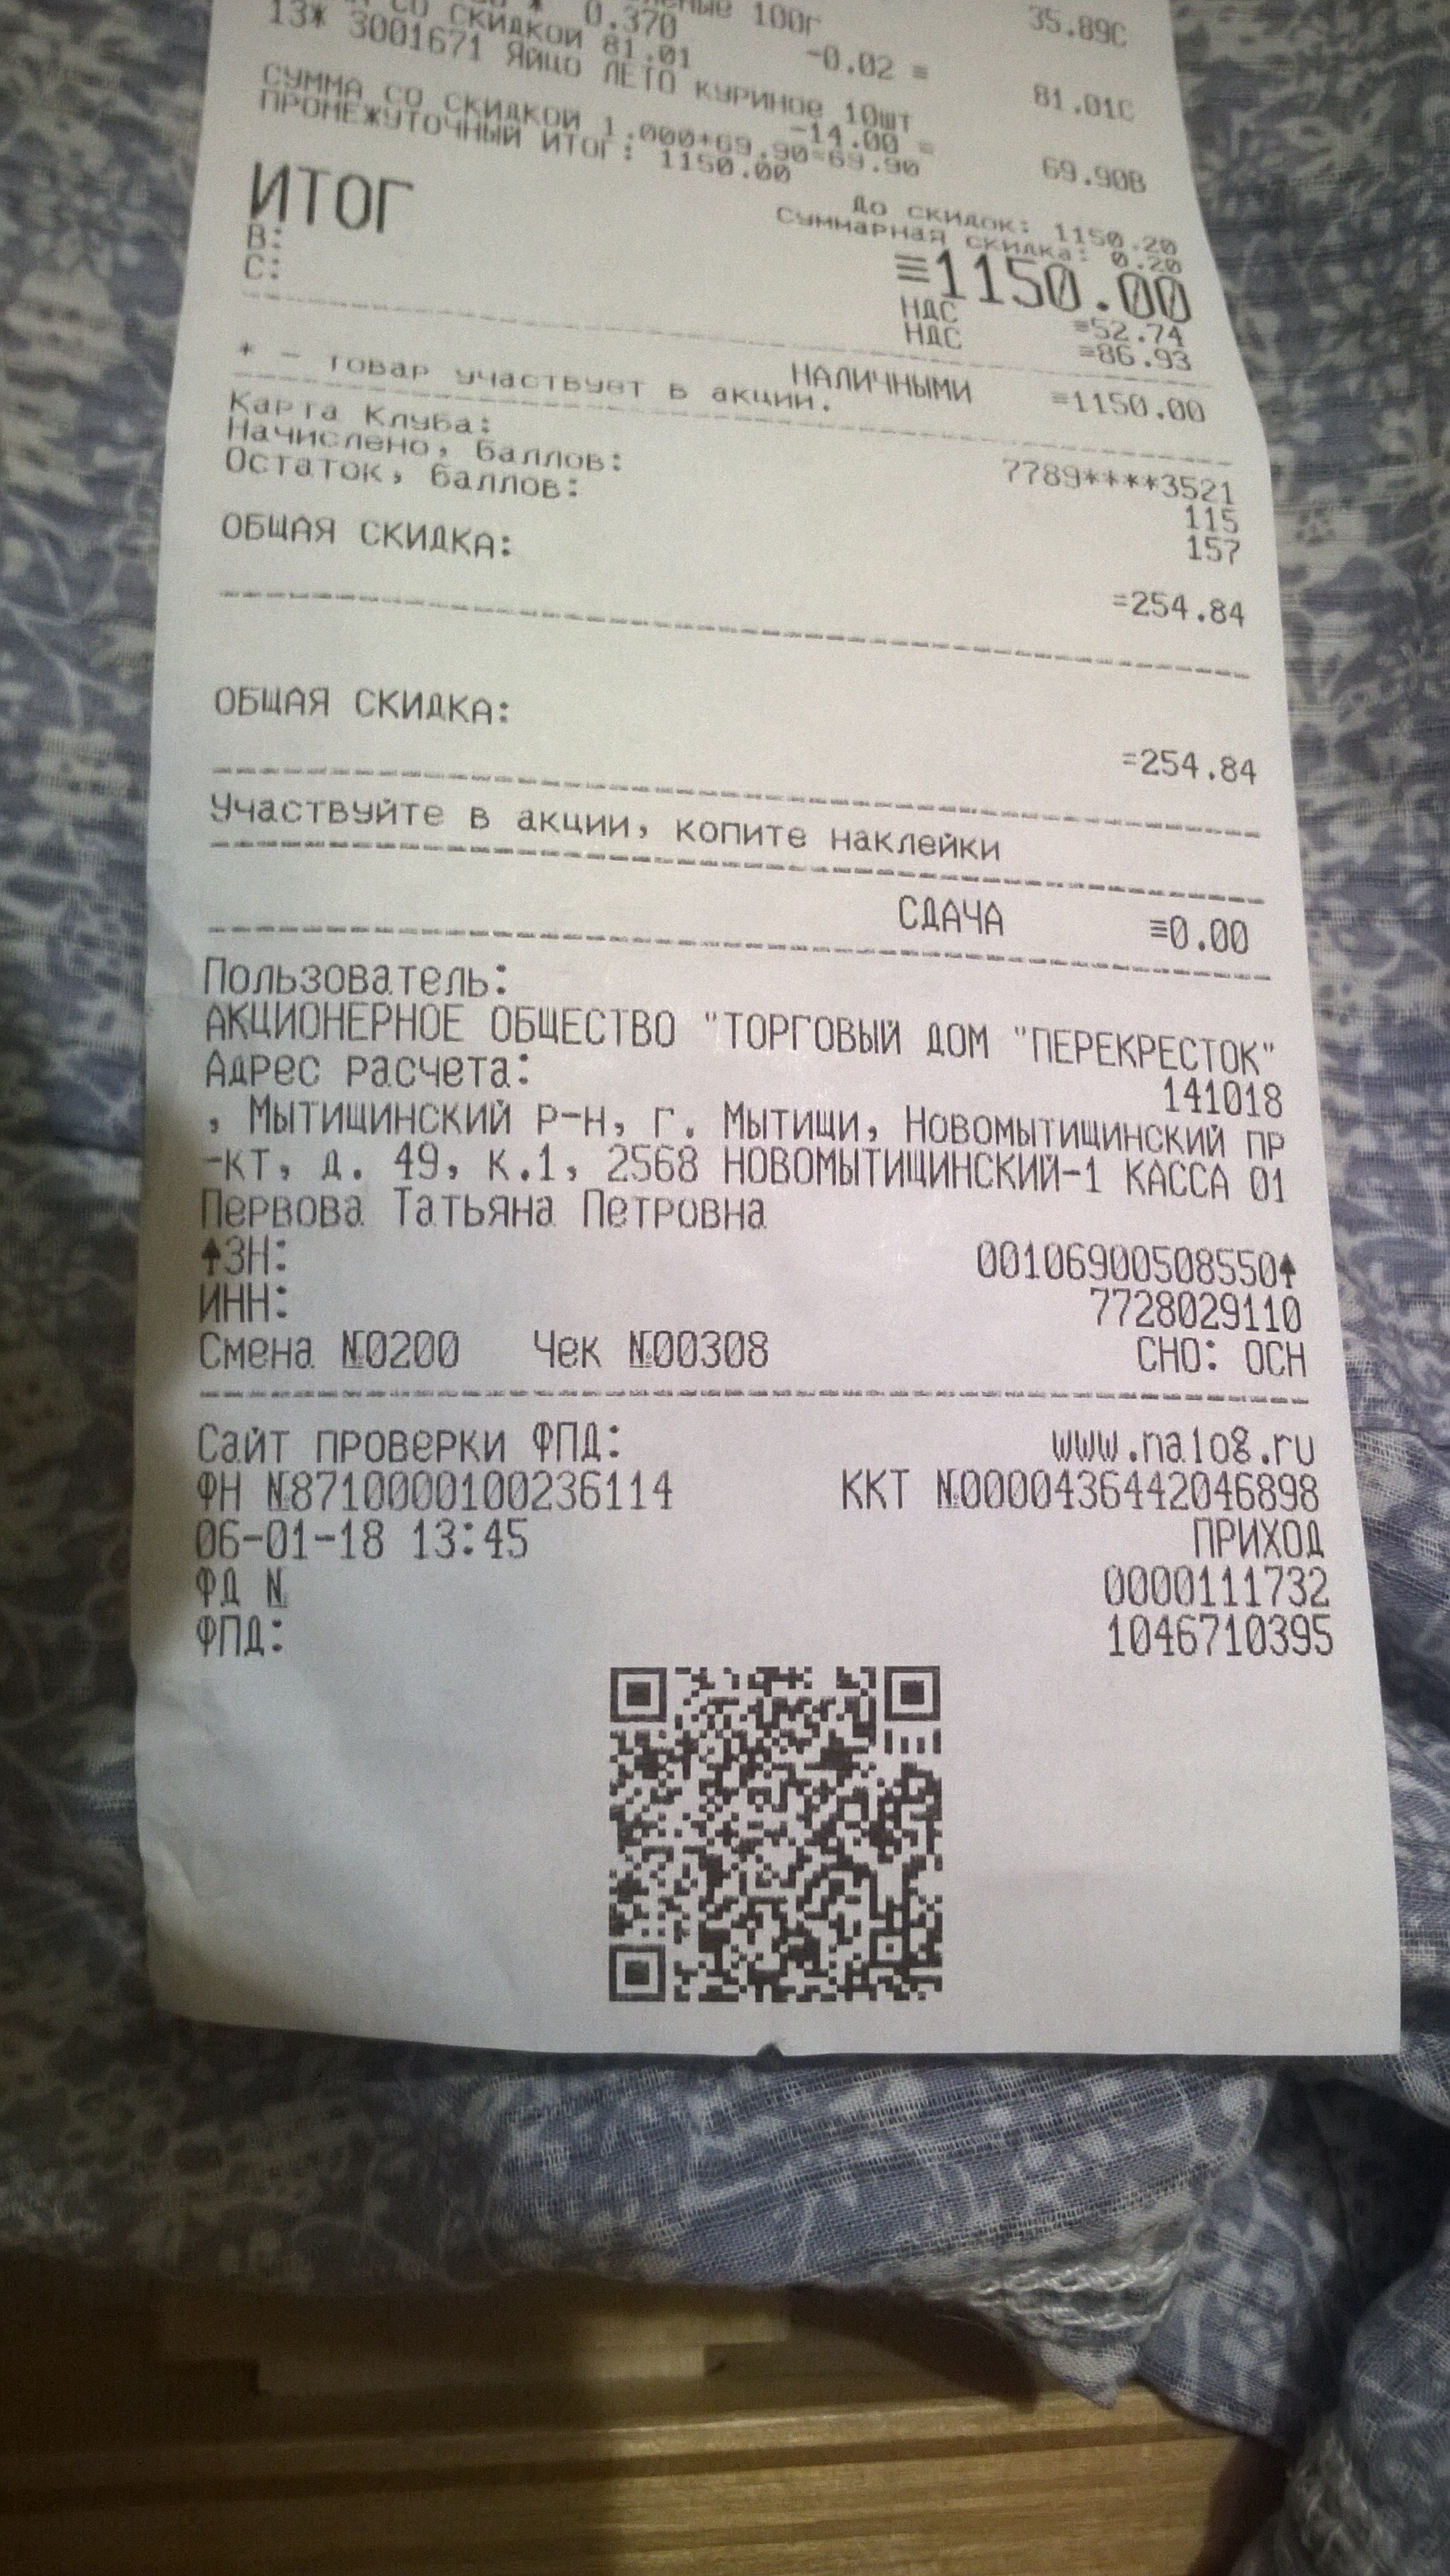 100г 35.89С
0.370 -0.02 =
СО СКИДКОЙ 81.01 81.01С
13* 3001671 Яйцо ЛЕТО куриное 10шт
-14.00 =
СУММА СО СКИДКОЙ 1.000*69.90=69.90 69.90В
ПРОМЕЖУТОЧНЫЙ ИТОГ: 1150.00
До скидок: 1150.20
Суммарная скидка: 0.20
ИТОГ ≡1150.00
В: НДС ≡52.74
С: НДС ≡86.93
НАЛИЧНЫМИ ≡1150.00
* - товар участвует в акции.
Карта Клуба: 7789****3521
Начислено, баллов: 115
Остаток, баллов: 157
ОБЩАЯ СКИДКА:
=254.84
ОБЩАЯ СКИДКА:
=254.84
Участвуйте в акции, копите наклейки
СДАЧА ≡0.00
Пользователь:
АКЦИОНЕРНОЕ ОБЩЕСТВО "ТОРГОВЫЙ ДОМ "ПЕРЕКРЕСТОК"
Адрес расчета: 141018
, Мытищинский р-н, г. Мытищи, Новомытищинский пр
-кт, д. 49, к.1, 2568 НОВОМЫТИЩИНСКИЙ-1 КАССА 01
Первова Татьяна Петровна
↑ЗН: 00106900508550↑
ИНН: 7728029110
Смена №0200 Чек №00308 СНО: ОСН
Сайт проверки ФПД: www.nalog.ru
ФН №8710000100236114 ККТ №0000436442046898
06-01-18 13:45 ПРИХОД
ФД № 0000111732
ФПД: 1046710395